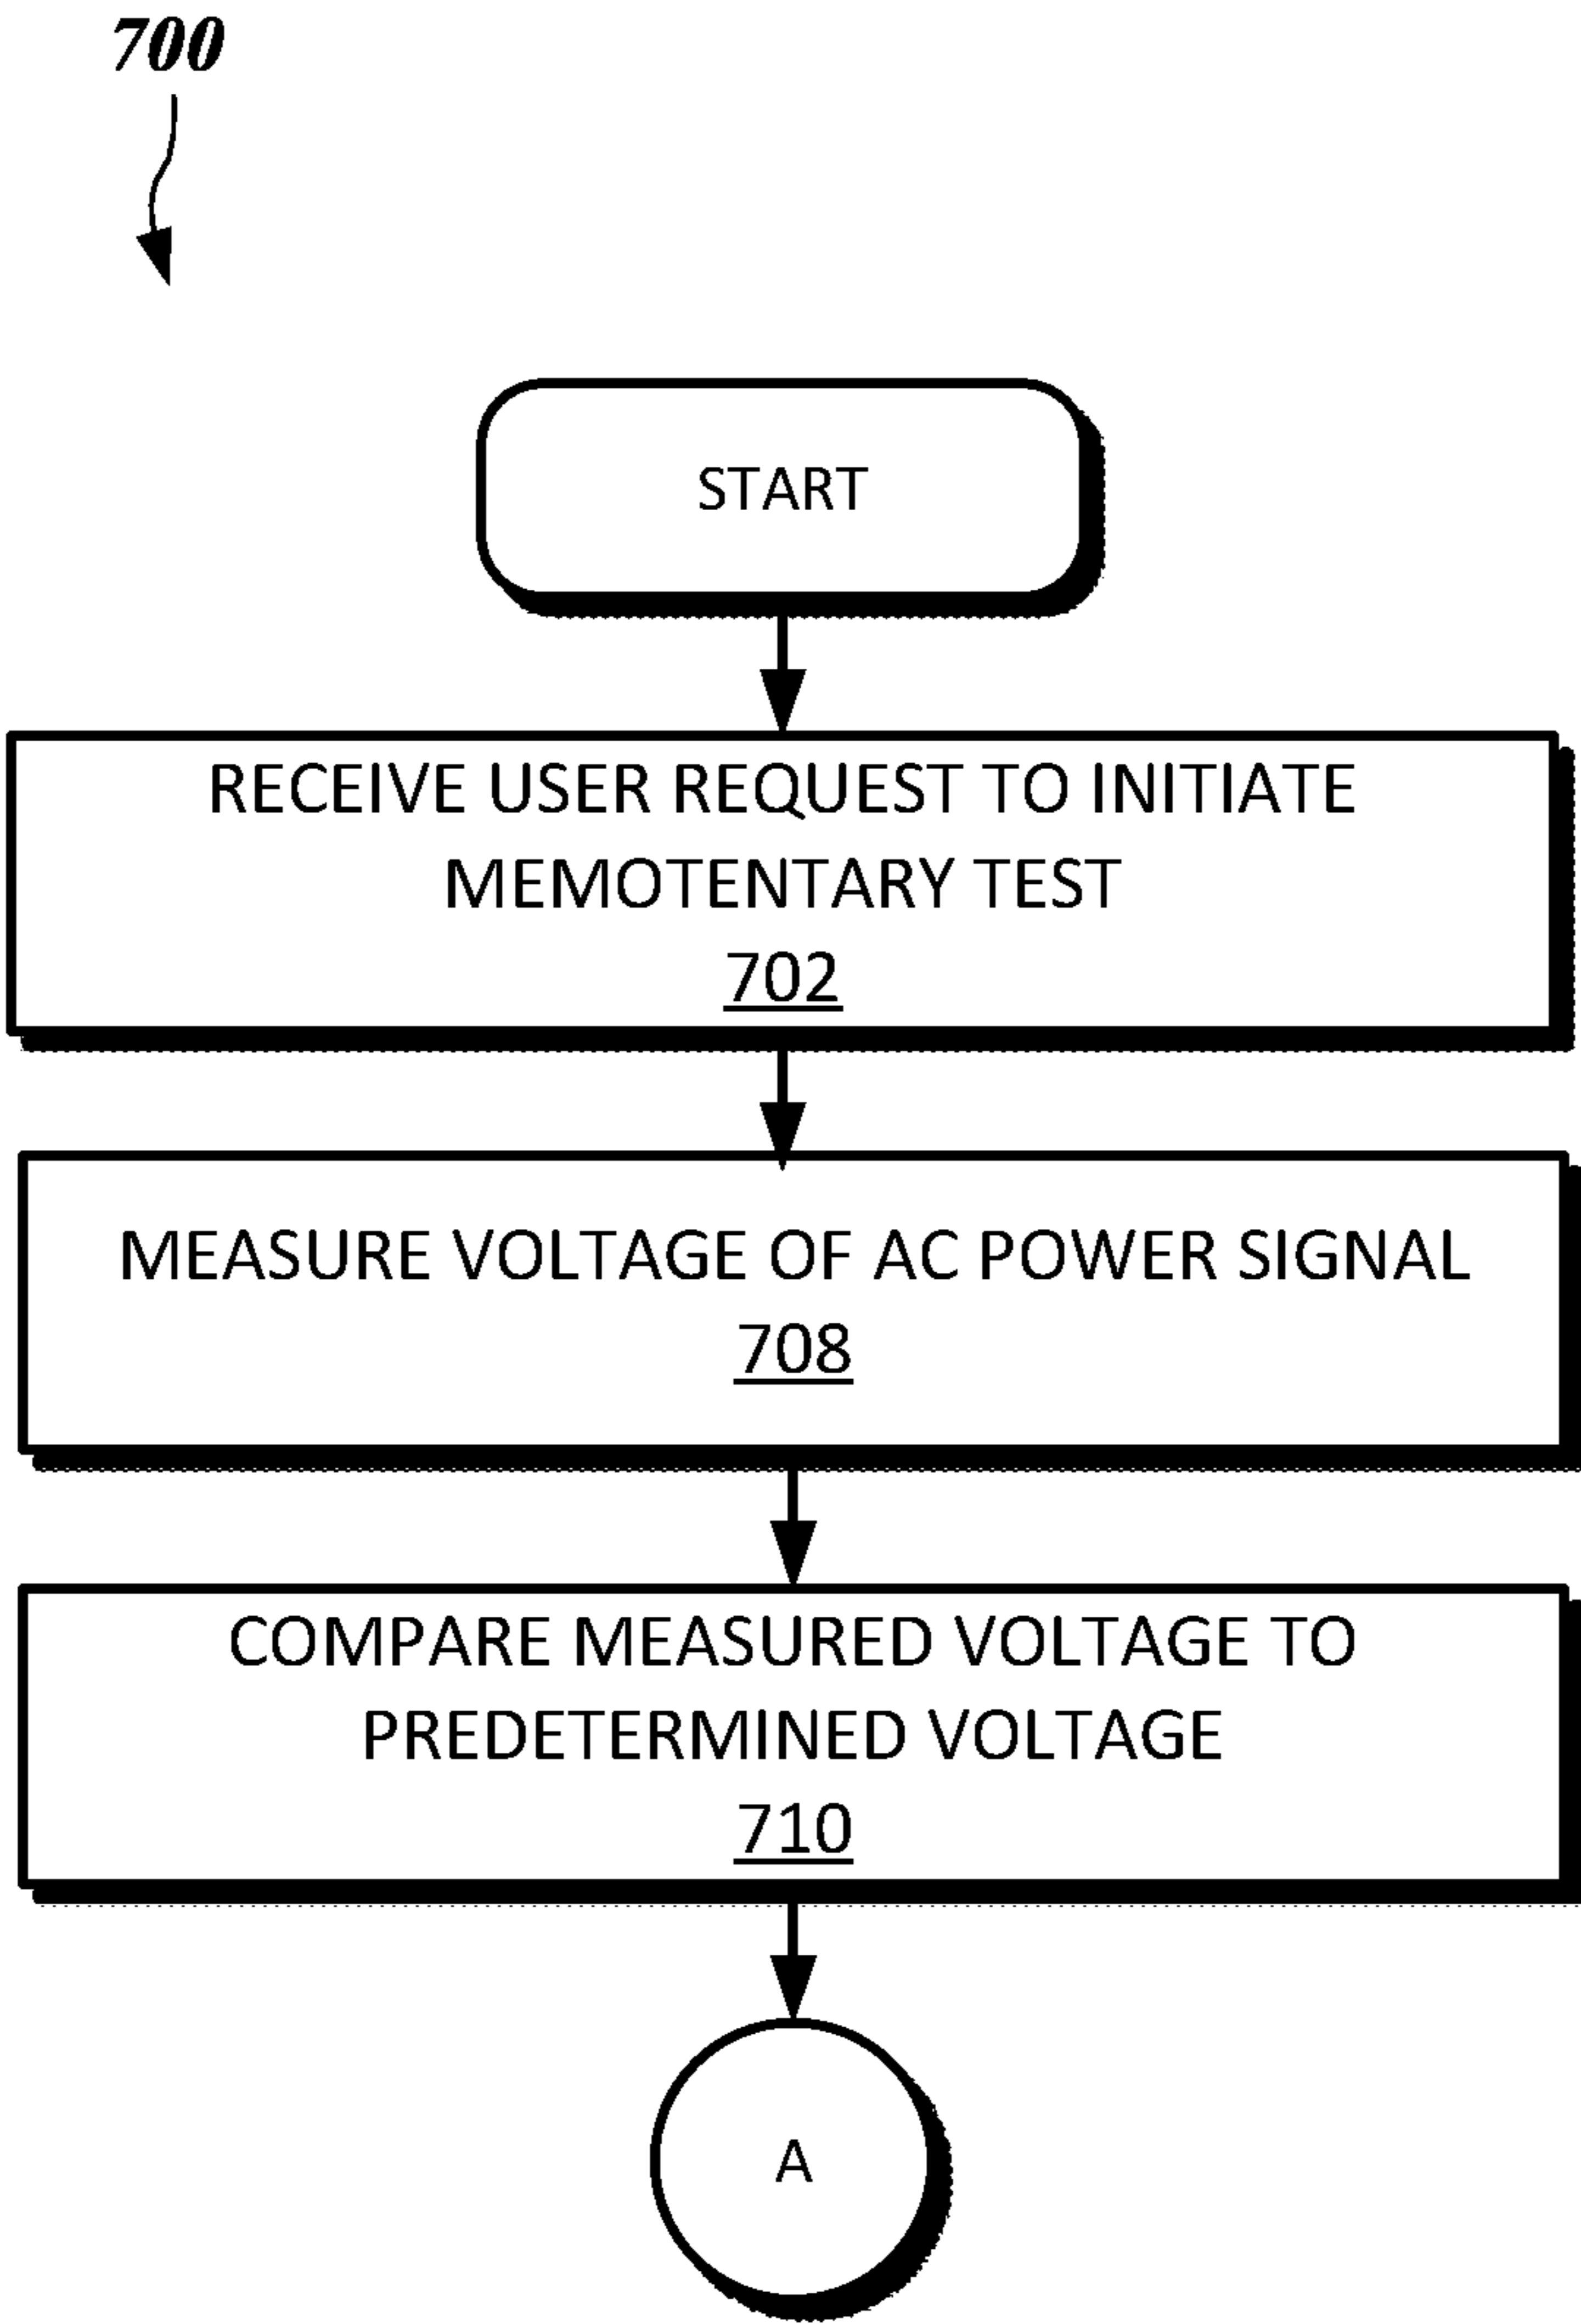 700
START
RECEIVE USER REQUEST TO INITIATE
MEMOTENTARY TEST
702
MEASURE VOLTAGE OF AC POWER SIGNAL
708
COMPARE MEASURED VOLTAGE TO
PREDETERMINED VOLTAGE
710
A